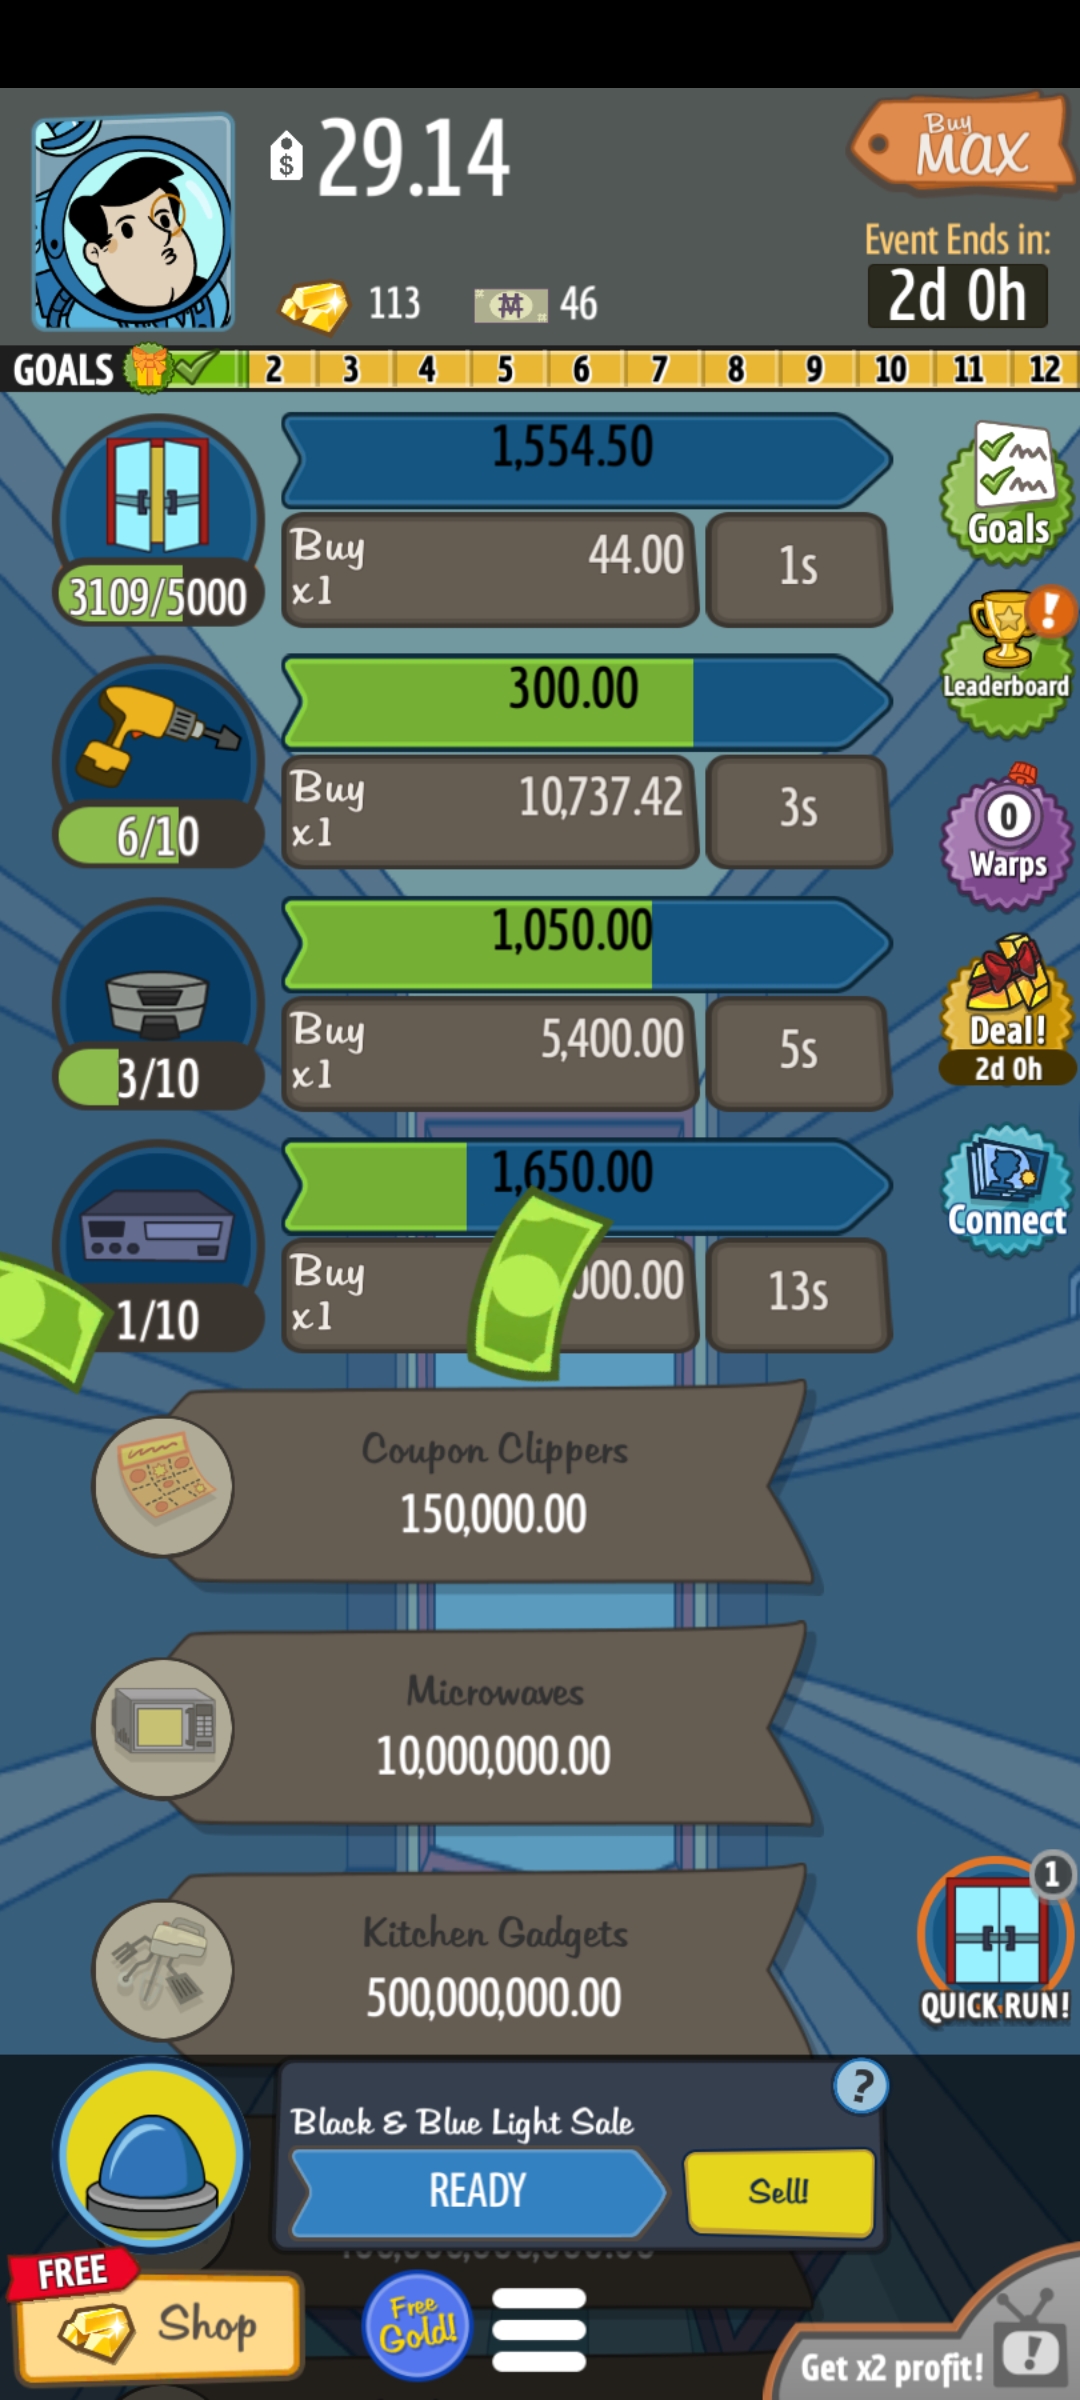 $ 29.14
Buy
MAX
Event Ends in:
2d 0h
113
46
GOALS 2 3 4 5 6 7 8 9 10 11 12
1,554.50
Buy
x1
44.00
1s
3109/5000
Goals
300.00
Buy
x1
10,737.42
3s
6/10
Leaderboard
!
1,050.00
Buy
x1
5,400.00
5s
3/10
0
Warps
Deal!
2d 0h
1,650.00
Buy
x1
000.00
13s
1/10
Connect
Coupon Clippers
150,000.00
Microwaves
10,000,000.00
Kitchen Gadgets
500,000,000.00
1
QUICK RUN!
Black & Blue Light Sale
?
READY
Sell!
FREE
Shop
Free
Gold!
Get x2 profit!
!